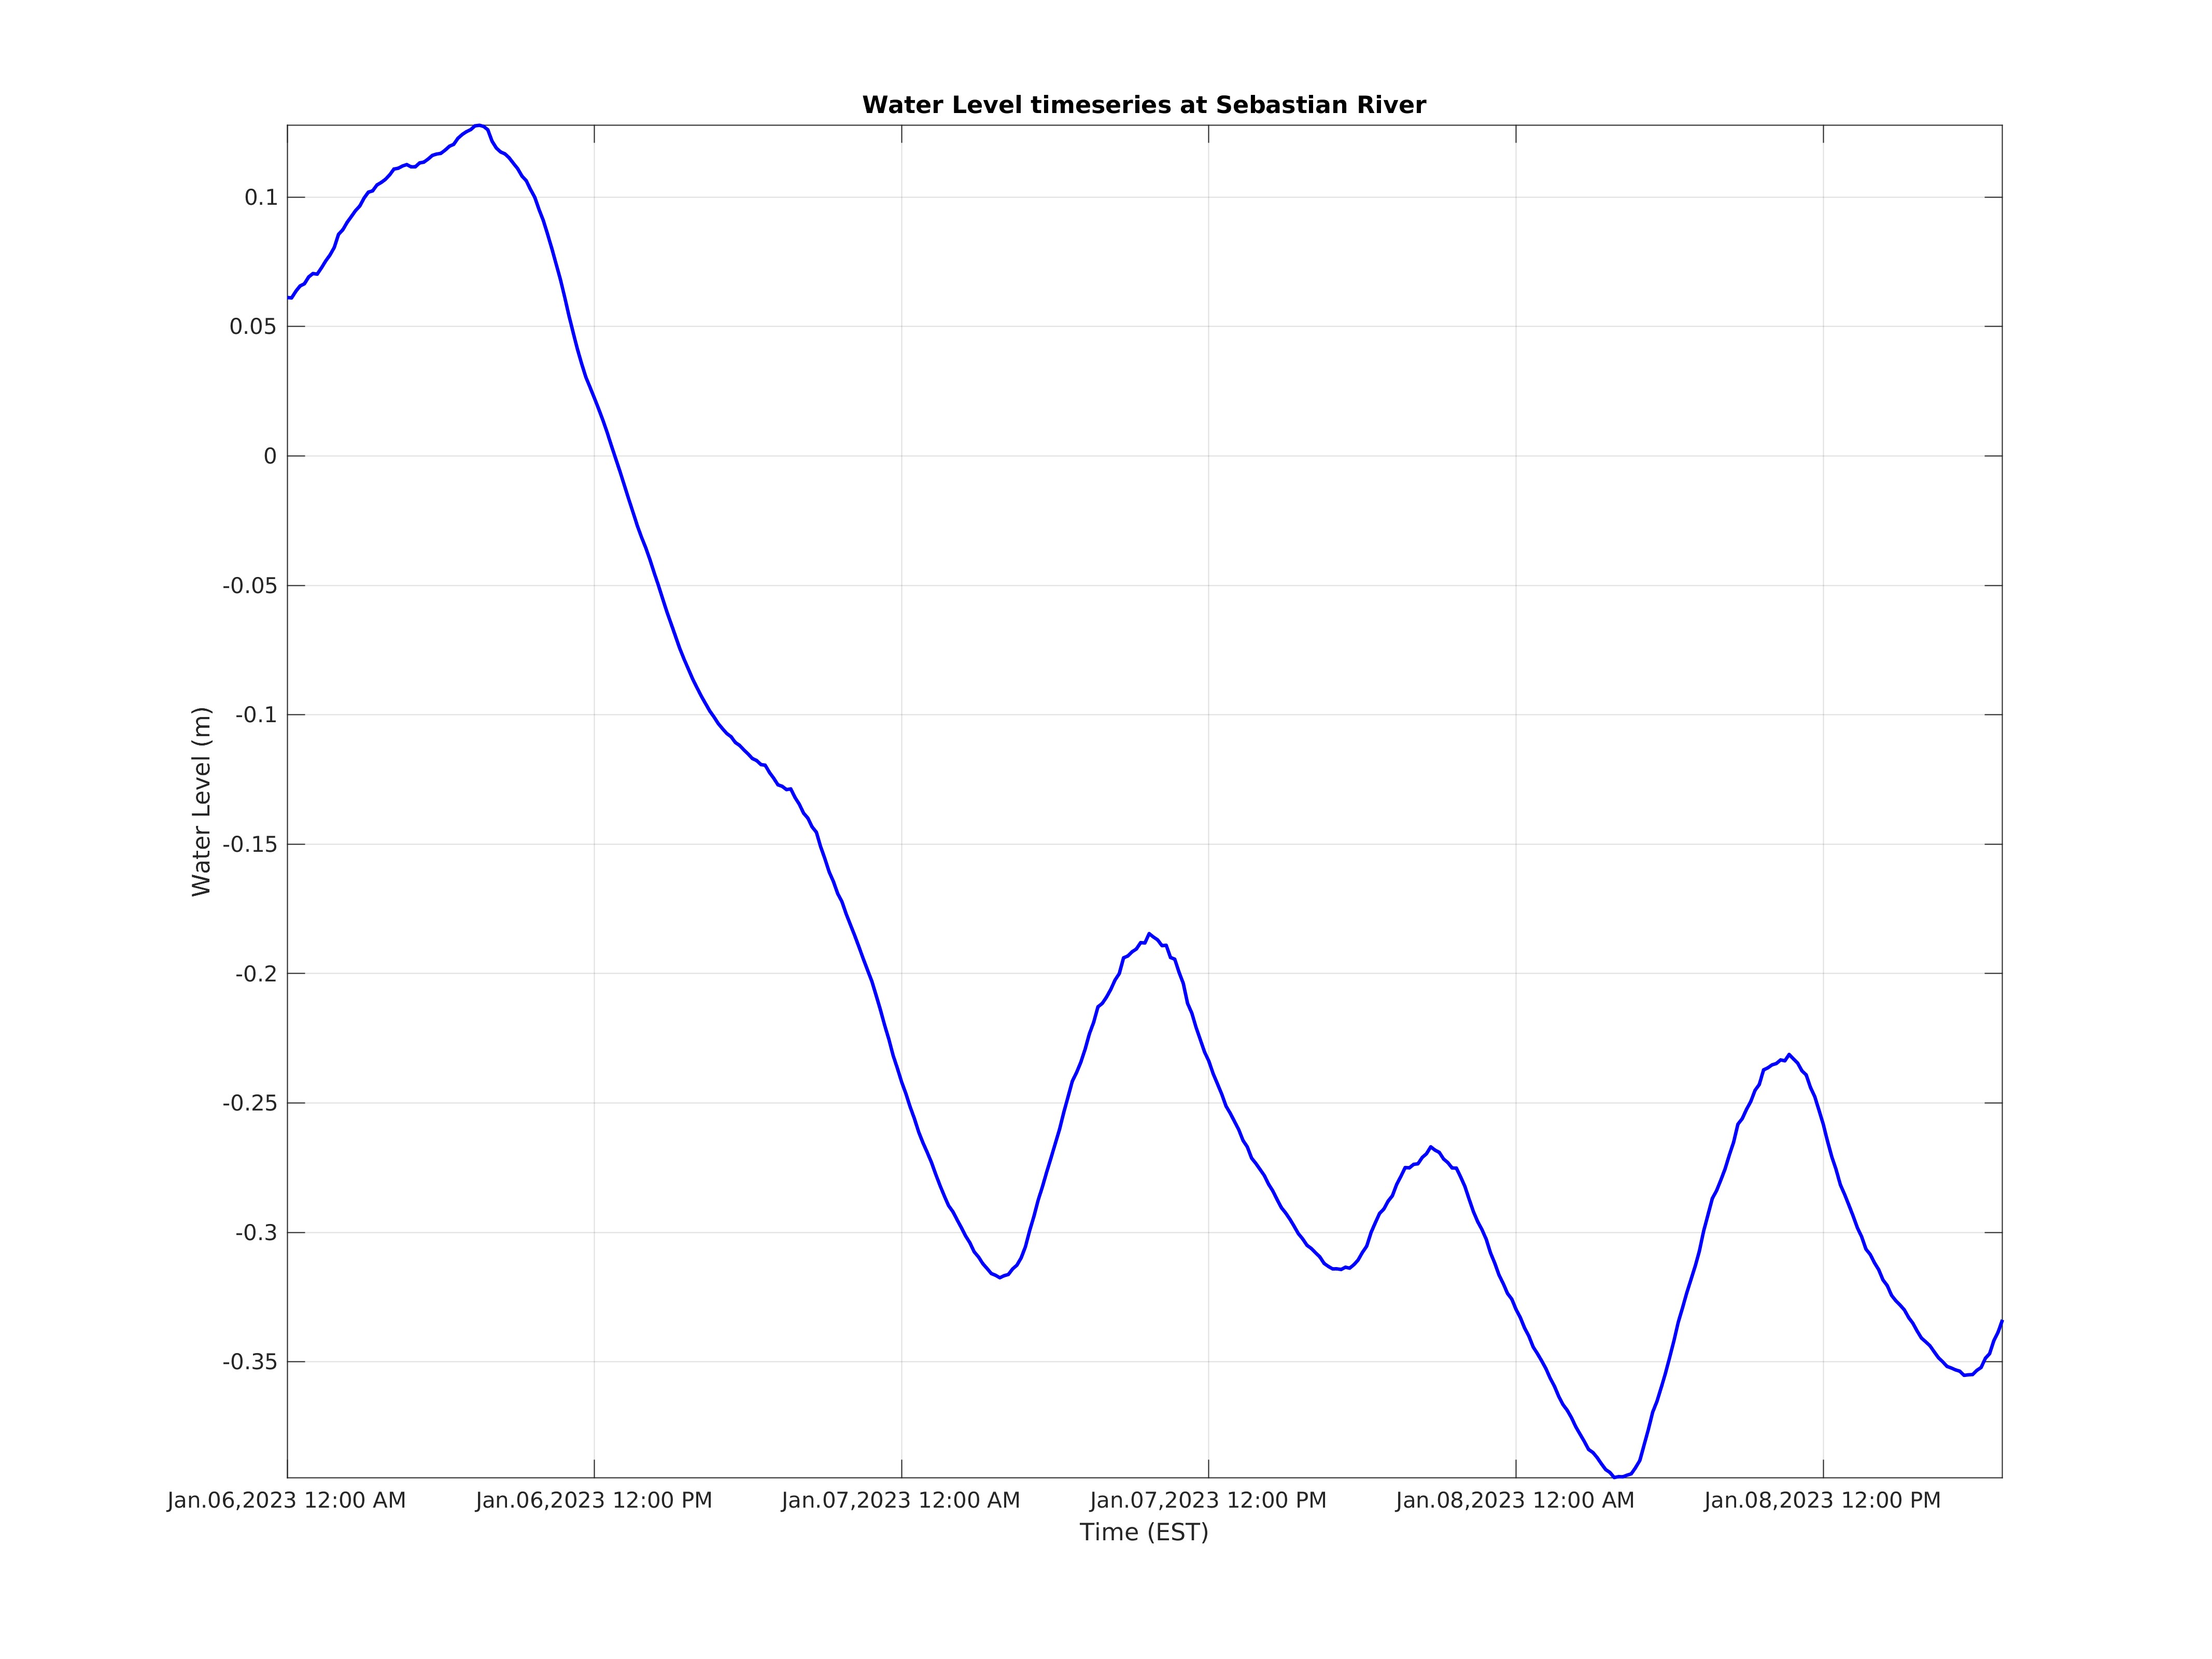 Water Level timeseries at Sebastian River
0.1
0.05
0
-0.05
-0.1
-0.15
-0.2
-0.25
-0.3
-0.35
Water Level (m)
Jan.06,2023 12:00 AM
Jan.06,2023 12:00 PM
Jan.07,2023 12:00 AM
Jan.07,2023 12:00 PM
Jan.08,2023 12:00 AM
Jan.08,2023 12:00 PM
Time (EST)